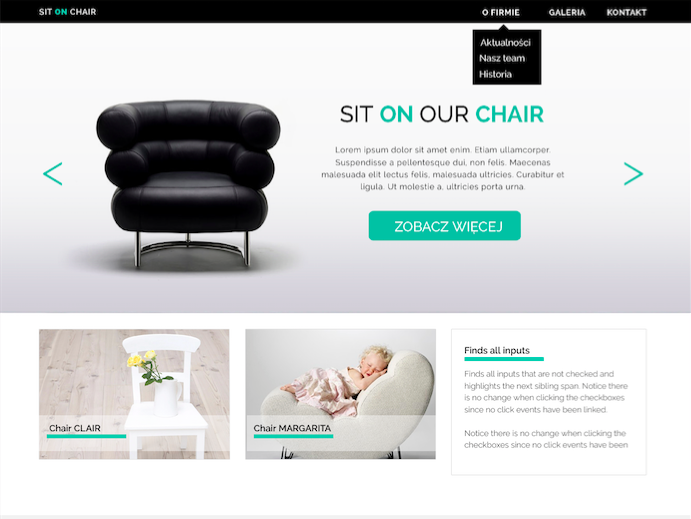 SIT ON CHAIR
O FIRMIE
GALERIA
KONTAKT
Aktualności
Nasz team
Historia
SIT ON OUR CHAIR
Lorem ipsum dolor sit amet enim. Etiam ullamcorper.
Suspendisse a pellentesque dui, non felis. Maecenas
malesuada elit lectus felis, malesuada ultricies. Curabitur et
ligula. Ut molestie a, ultricies porta urna.
ZOBACZ WIĘCEJ
Chair CLAIR
Chair MARGARITA
Finds all inputs
Finds all inputs that are not checked and
highlights the next sibling span. Notice there
is no change when clicking the checkboxes
since no click events have been linked.
Notice there is no change when clicking the
checkboxes since no click events have been